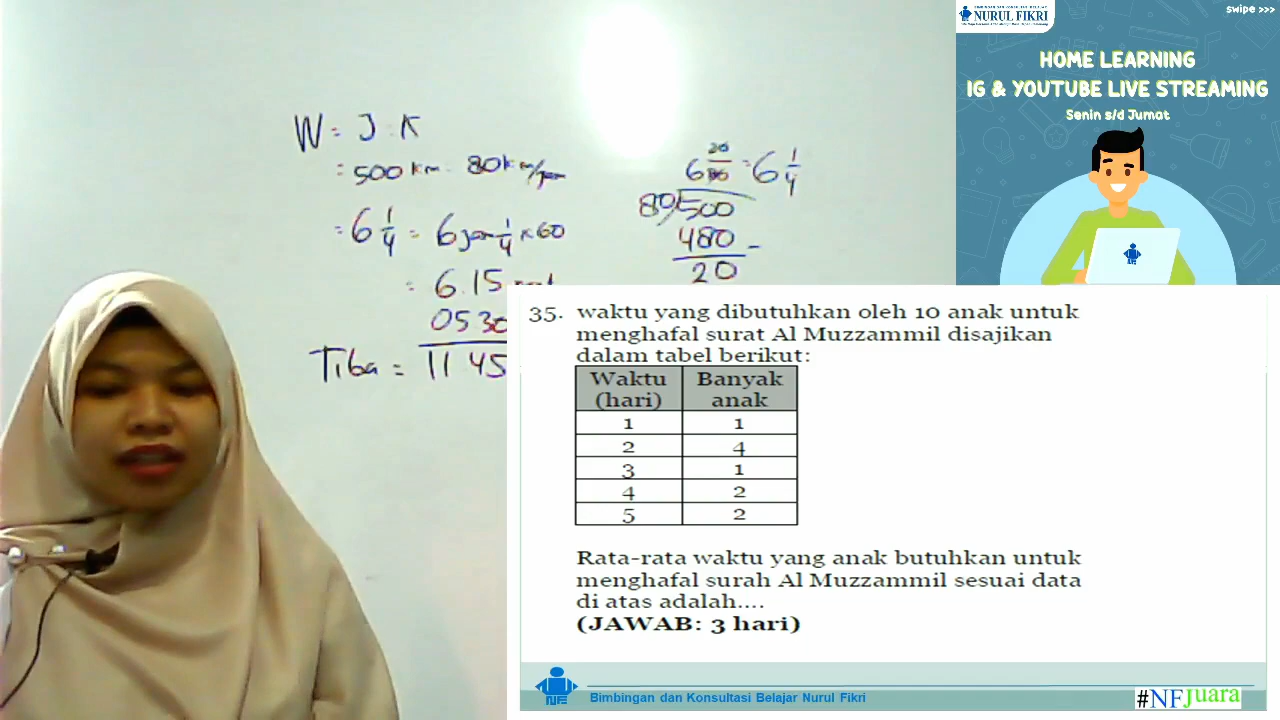 W = J : K
= 500 km : 80 km/jam
= 6 1/4 = 6 jam 1/4 x 60
= 6.15
05 30
Tiba = 11 45
6 20/80 = 6 1/4
80 500
480 -
20
BIMBINGAN DAN KONSULTASI BELAJAR
NURUL FIKRI
swipe >>>
HOME LEARNING
IG & YOUTUBE LIVE STREAMING
Senin s/d Jumat
35. waktu yang dibutuhkan oleh 10 anak untuk
menghafal surat Al Muzzammil disajikan
dalam tabel berikut:
Waktu (hari) Banyak anak
1 1
2 4
3 1
4 2
5 2
Rata-rata waktu yang anak butuhkan untuk
menghafal surah Al Muzzammil sesuai data
di atas adalah....
(JAWAB: 3 hari)
NF
Bimbingan dan Konsultasi Belajar Nurul Fikri
#NFJuara